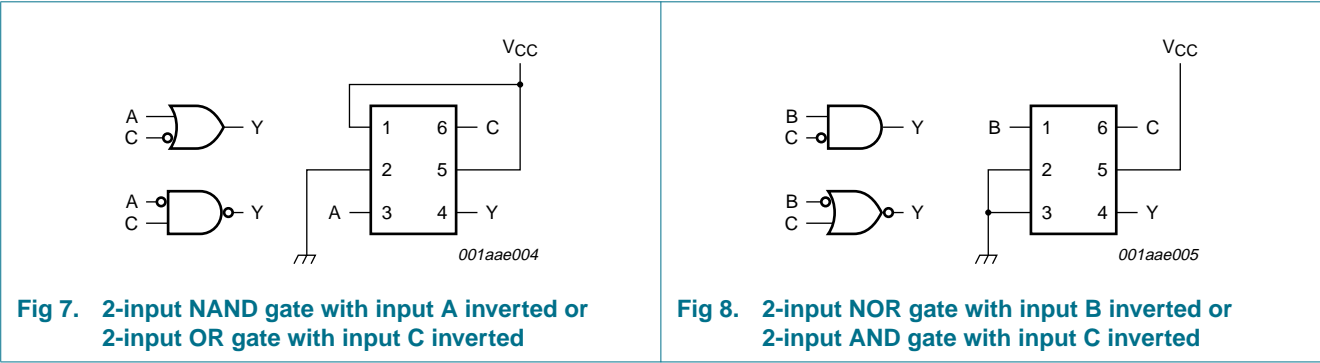 VCC
A
C
Y
1
6
C
2
5
A
C
Y
A
3
4
Y
001aae004
Fig 7. 2-input NAND gate with input A inverted or
2-input OR gate with input C inverted
VCC
B
C
Y
B
1
6
C
2
5
B
C
Y
3
4
Y
001aae005
Fig 8. 2-input NOR gate with input B inverted or
2-input AND gate with input C inverted